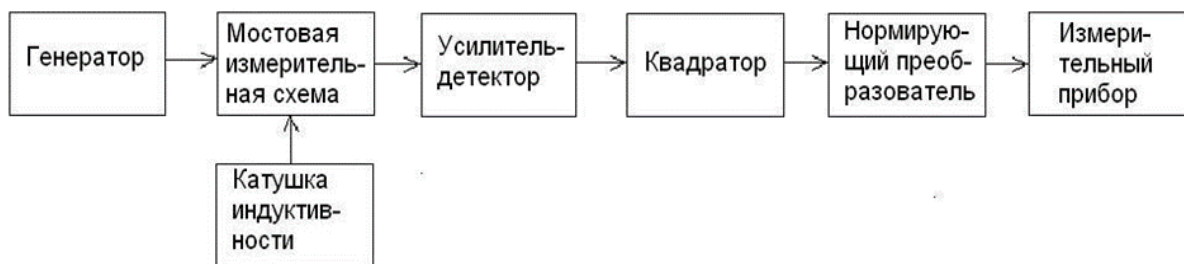 Генератор
Мостовая
измеритель-
ная схема
Усилитель-
детектор
Квадратор
Нормирую-
щий преоб-
разователь
Измери-
тельный
прибор
Катушка
индуктив-
ности